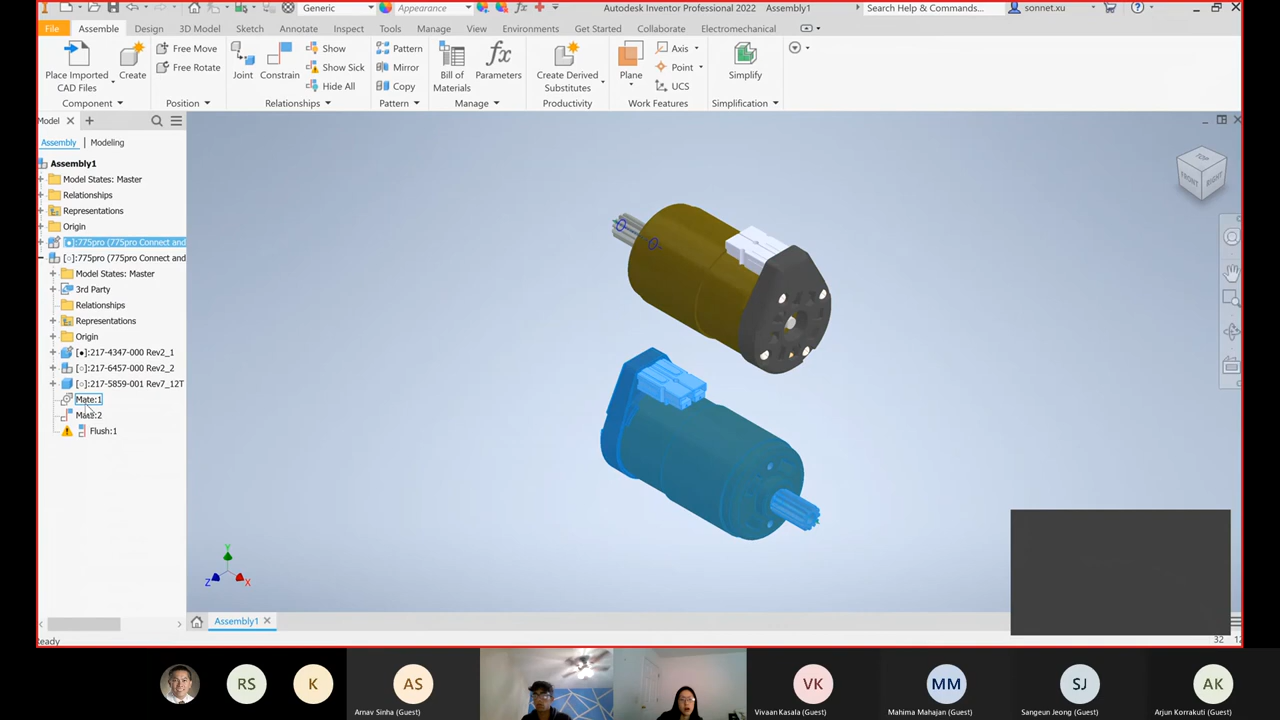 Generic
Appearance
Autodesk Inventor Professional 2022 Assembly1
Search Help & Commands...
sonnet.xu
File Assemble Design 3D Model Sketch Annotate Inspect Tools Manage View Environments Get Started Collaborate Electromechanical
Place Imported CAD Files
Create
Component
Free Move
Free Rotate
Position
Joint
Constrain
Show
Show Sick
Hide All
Relationships
Pattern
Mirror
Copy
Pattern
Bill of Materials
Parameters
Manage
Create Derived Substitutes
Productivity
Plane
Axis
Point
UCS
Work Features
Simplify
Simplification
Model
Assembly Modeling
Assembly1
Model States: Master
Relationships
Representations
Origin
:775pro (775pro Connect and
:775pro (775pro Connect and
Model States: Master
3rd Party
Relationships
Representations
Origin
:217-4347-000 Rev2_1
:217-6457-000 Rev2_2
:217-5859-001 Rev7_12T
Mate:1
Mate:2
Flush:1
TOP
FRONT RIGHT
Y
Z X
Assembly1
Ready
32
RS
K
AS
Arnav Sinha (Guest)
VK
Vivaan Kasala (Guest)
MM
Mahima Mahajan (Guest)
SJ
Sangeun Jeong (Guest)
AK
Arjun Korrakuti (Guest)